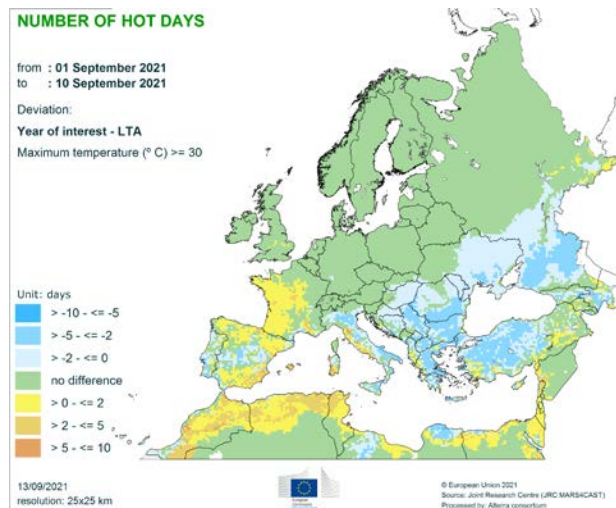 NUMBER OF HOT DAYS
from : 01 September 2021
to : 10 September 2021
Deviation:
Year of interest - LTA
Maximum temperature (º C) >= 30
Unit: days
> -10 - <= -5
> -5 - <= -2
> -2 - <= 0
no difference
> 0 - <= 2
> 2 - <= 5
> 5 - <= 10
13/09/2021
resolution: 25x25 km
European
Commission
© European Union 2021
Source: Joint Research Centre (JRC MARS4CAST)
Processed by: Alterra consortium